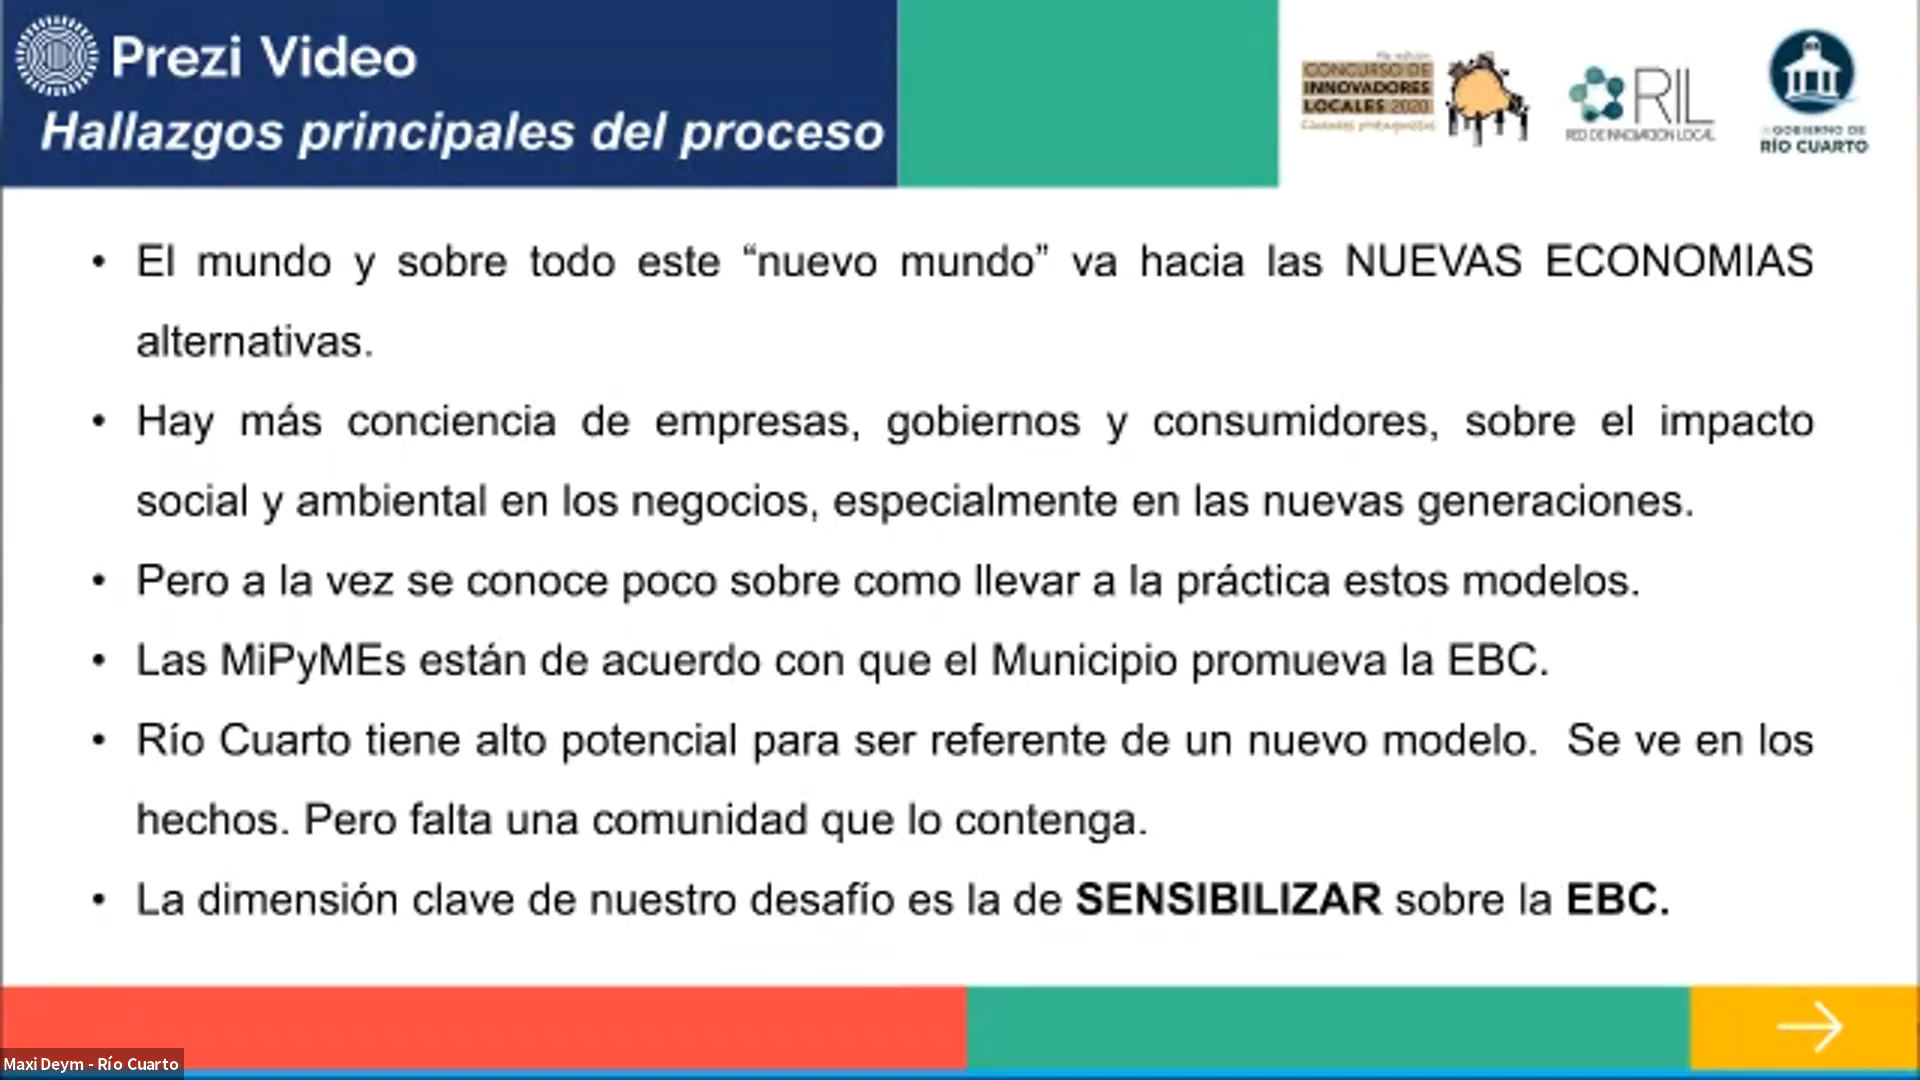 Prezi Video
Hallazgos principales del proceso
CONCURSO DE
INNOVADORES
LOCALES 2020
RIL
RED DE INNOVACION LOCAL
GOBIERNO DE
RÍO CUARTO
• El mundo y sobre todo este “nuevo mundo” va hacia las NUEVAS ECONOMIAS
alternativas.
• Hay más conciencia de empresas, gobiernos y consumidores, sobre el impacto
social y ambiental en los negocios, especialmente en las nuevas generaciones.
• Pero a la vez se conoce poco sobre como llevar a la práctica estos modelos.
• Las MiPyMEs están de acuerdo con que el Municipio promueva la EBC.
• Río Cuarto tiene alto potencial para ser referente de un nuevo modelo. Se ve en los
hechos. Pero falta una comunidad que lo contenga.
• La dimensión clave de nuestro desafío es la de SENSIBILIZAR sobre la EBC.
Maxi Deym - Río Cuarto